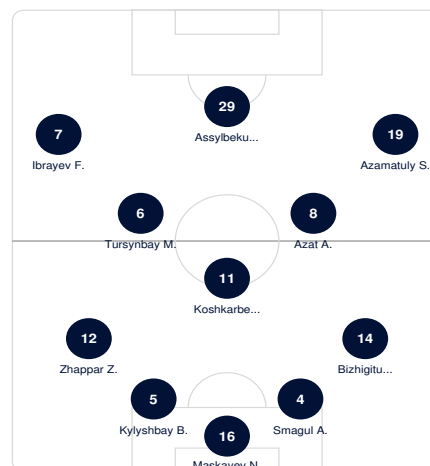 29
Assylbeku...
7
Ibrayev F.
19
Azamatuly S.
6
Tursynbay M.
8
Azat A.
11
Koshkarbe...
12
Zhappar Z.
14
Bizhigitu...
5
Kylyshbay B.
4
Smagul A.
16
Maskayev N.